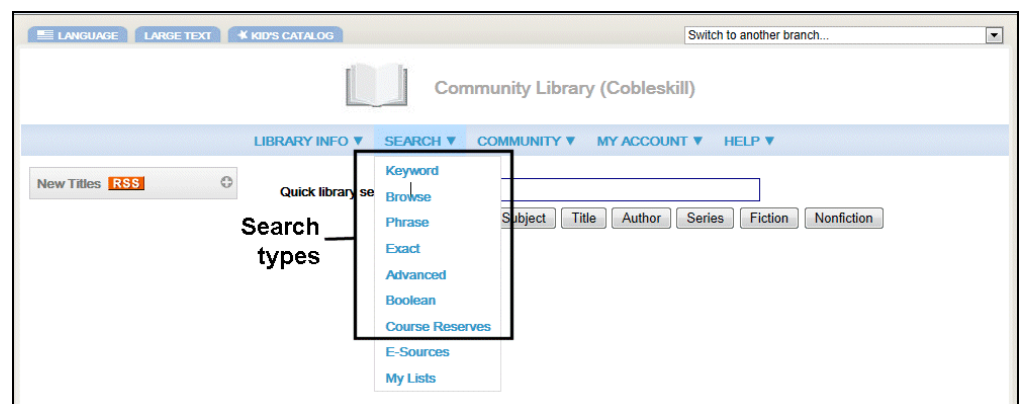 LANGUAGE LARGE TEXT KID'S CATALOG Switch to another branch...
Community Library (Cobleskill)
LIBRARY INFO ▼ SEARCH ▼ COMMUNITY ▼ MY ACCOUNT ▼ HELP ▼
New Titles RSS
Quick library se
Subject Title Author Series Fiction Nonfiction
Search
types
Keyword
Browse
Phrase
Exact
Advanced
Boolean
Course Reserves
E-Sources
My Lists